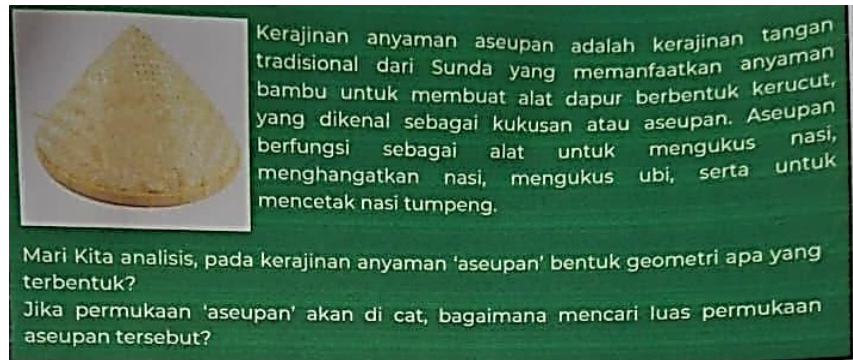 Kerajinan anyaman aseupan adalah kerajinan tangan
tradisional dari Sunda yang memanfaatkan anyaman
bambu untuk membuat alat dapur berbentuk kerucut,
yang dikenal sebagai kukusan atau aseupan. Aseupan
berfungsi sebagai alat untuk mengukus nasi,
menghangatkan nasi, mengukus ubi, serta untuk
mencetak nasi tumpeng.
Mari Kita analisis, pada kerajinan anyaman 'aseupan' bentuk geometri apa yang
terbentuk?
Jika permukaan 'aseupan' akan di cat, bagaimana mencari luas permukaan
aseupan tersebut?